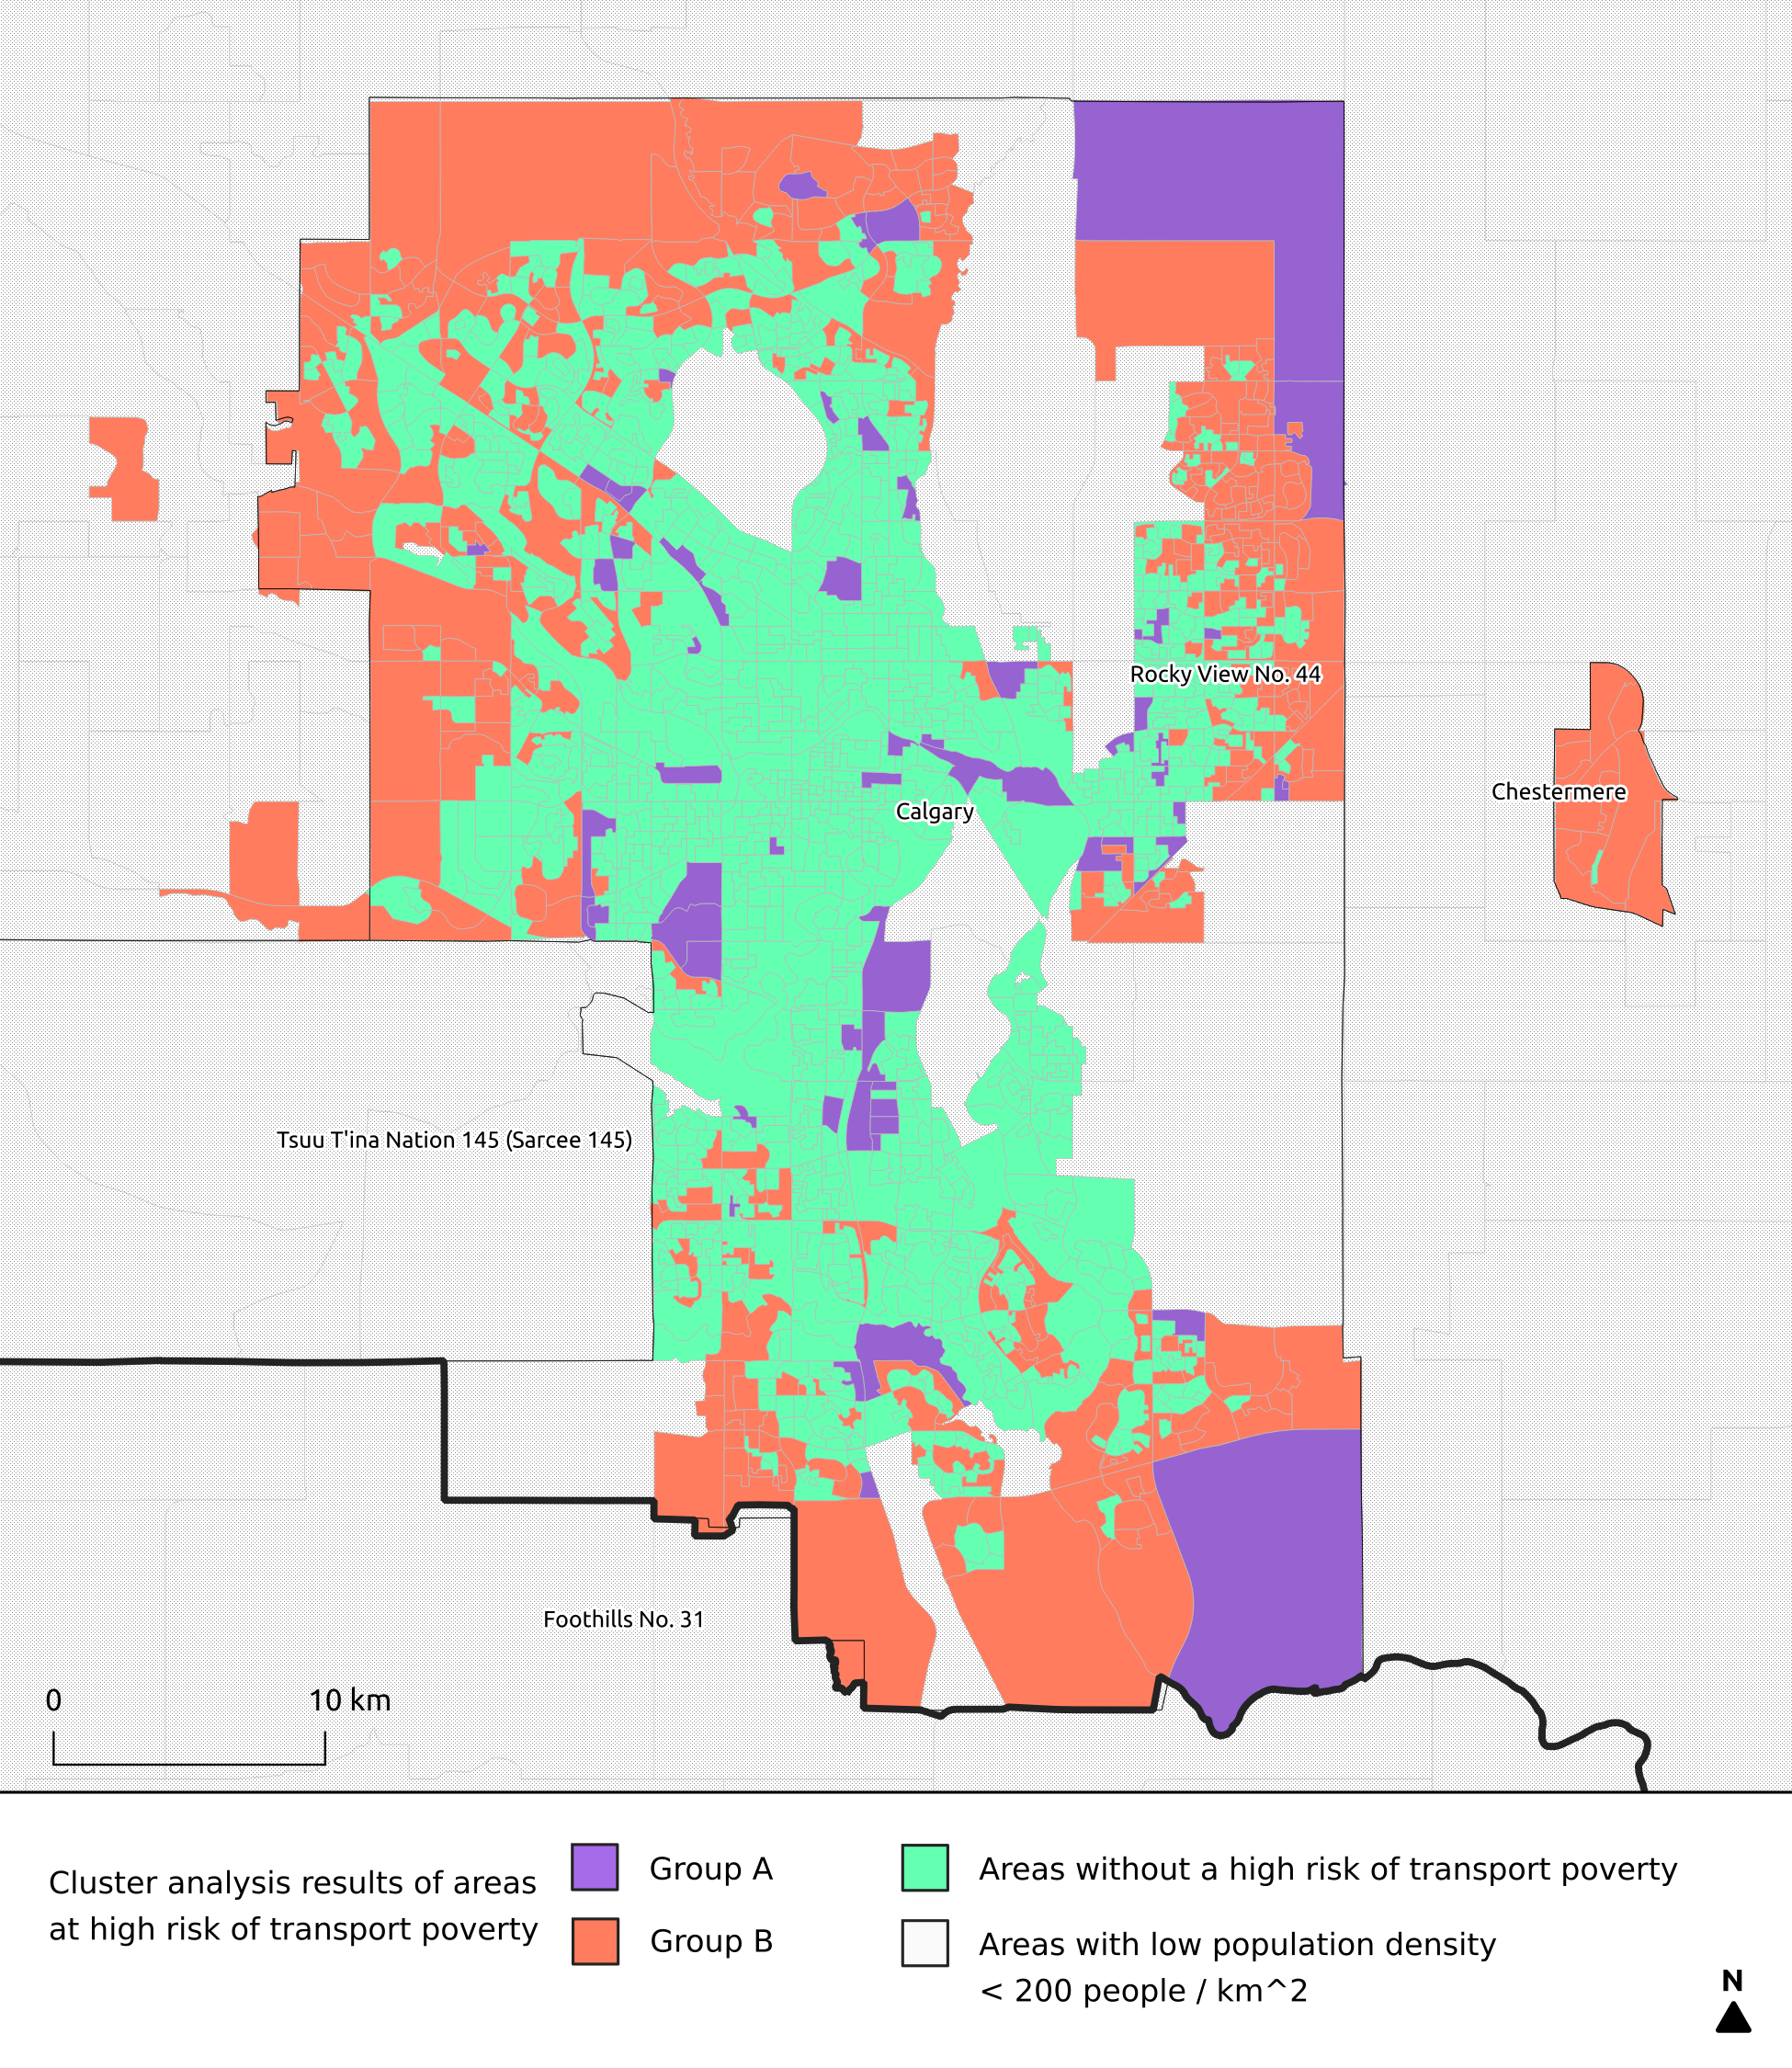 Rocky View No. 44
Chestermere
Calgary
Tsuu T'ina Nation 145 (Sarcee 145)
Foothills No. 31
0 10 km
Cluster analysis results of areas
at high risk of transport poverty
Group A
Group B
Areas without a high risk of transport poverty
Areas with low population density
< 200 people / km^2
N